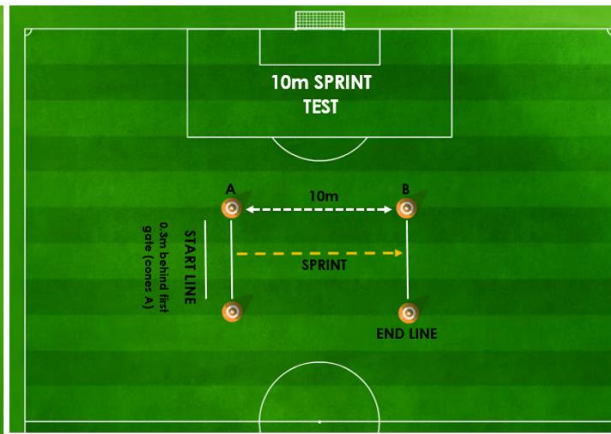 10m SPRINT
TEST
A
B
10m
START LINE
0.3m behind first
gate (cones A)
SPRINT
END LINE